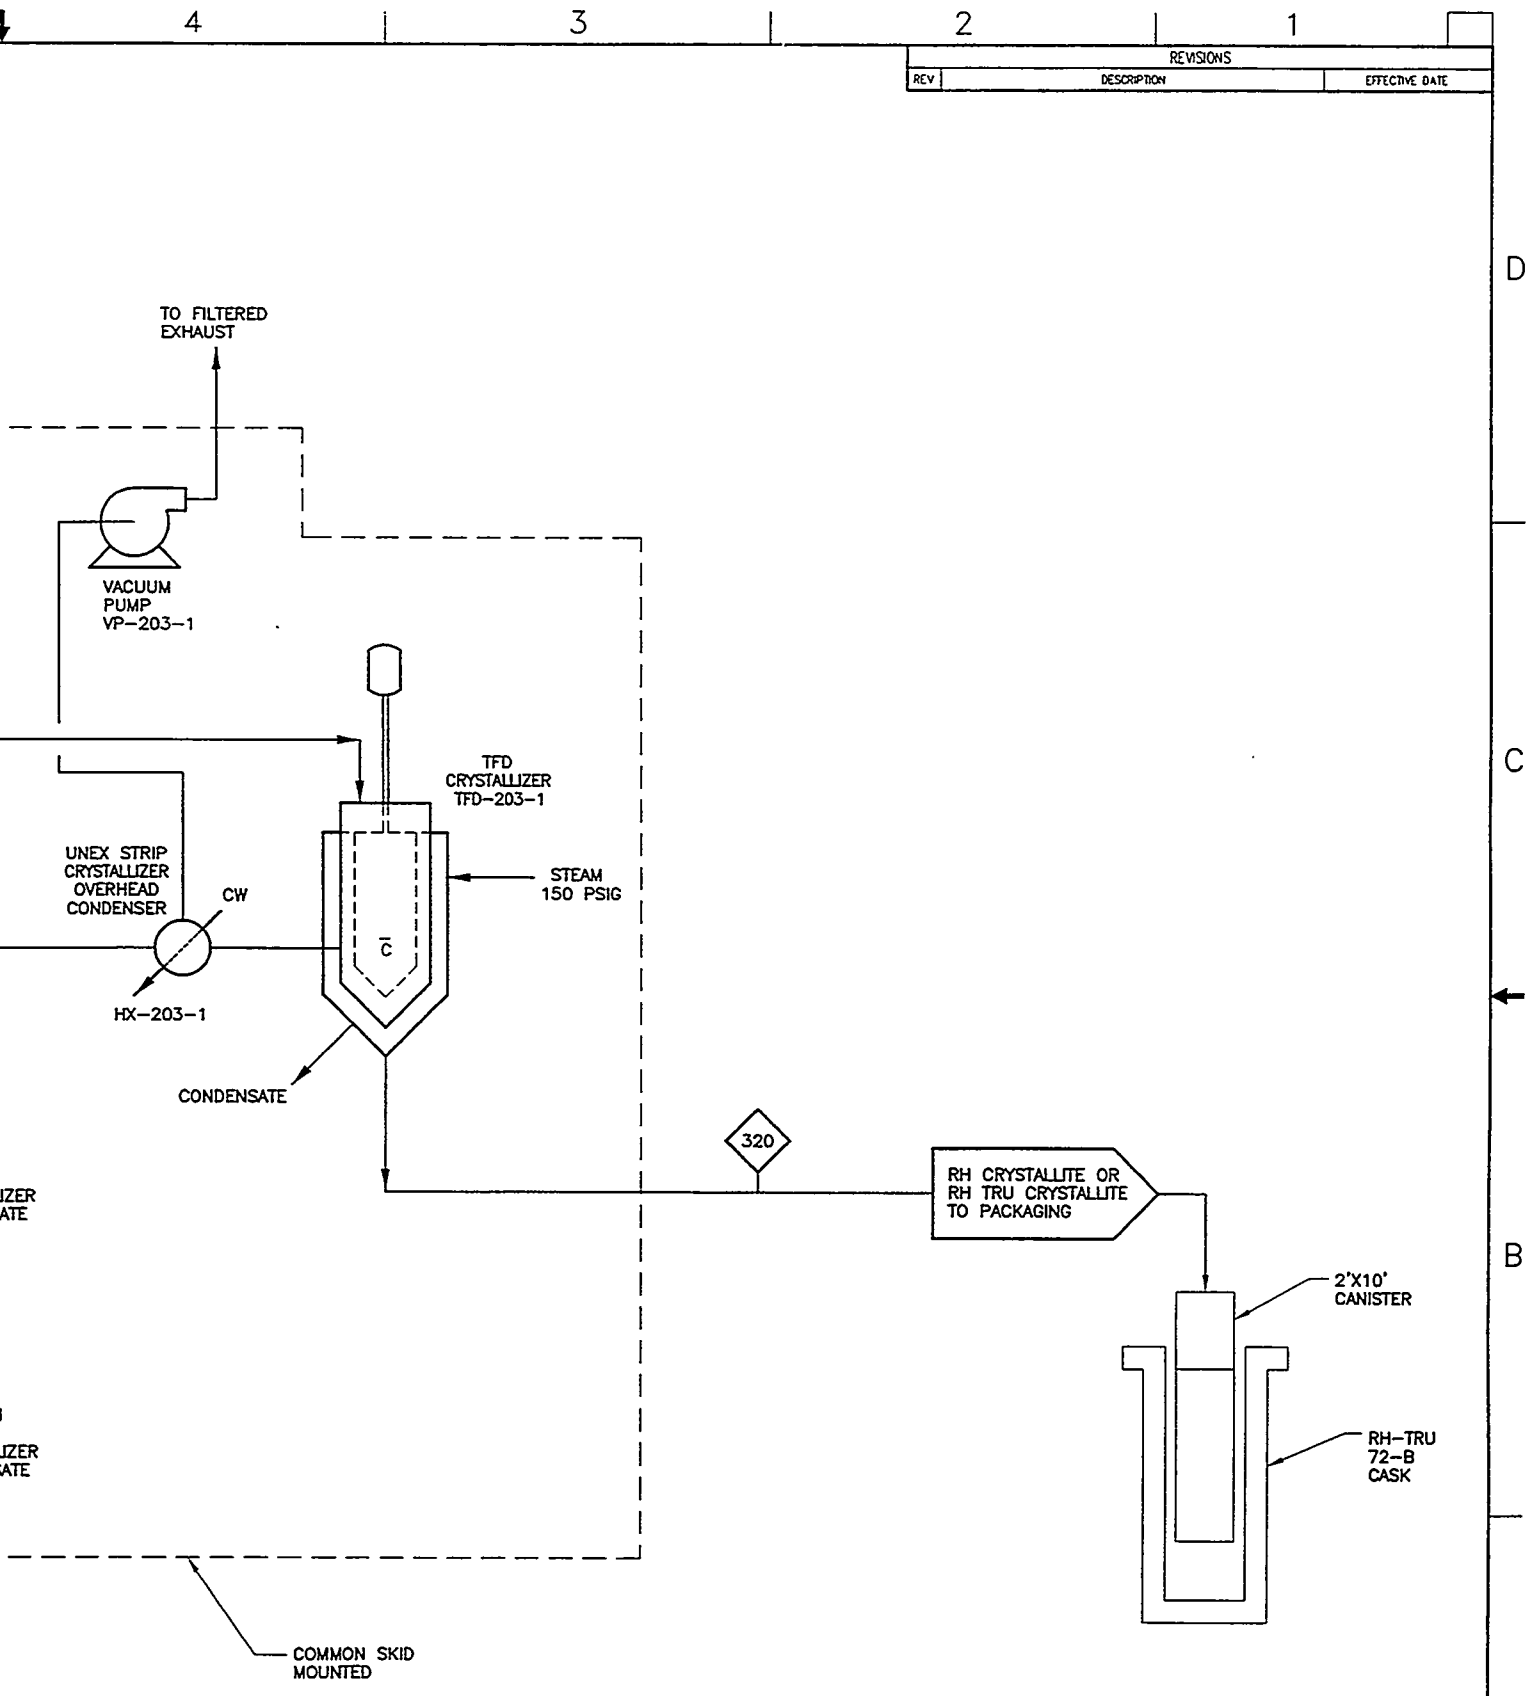 4
3
2
1
REVISIONS
REV
DESCRIPTION
EFFECTIVE DATE
D
TO FILTERED
EXHAUST
VACUUM
PUMP
VP-203-1
C
TFD
CRYSTALLIZER
TFD-203-1
UNEX STRIP
CRYSTALLIZER
OVERHEAD
CONDENSER
CW
STEAM
150 PSIG
C
HX-203-1
CONDENSATE
320
RH CRYSTALLITE OR
RH TRU CRYSTALLITE
TO PACKAGING
IZER
ATE
B
2'X10'
CANISTER
RH-TRU
72-B
CASK
IZER
ATE
COMMON SKID
MOUNTED